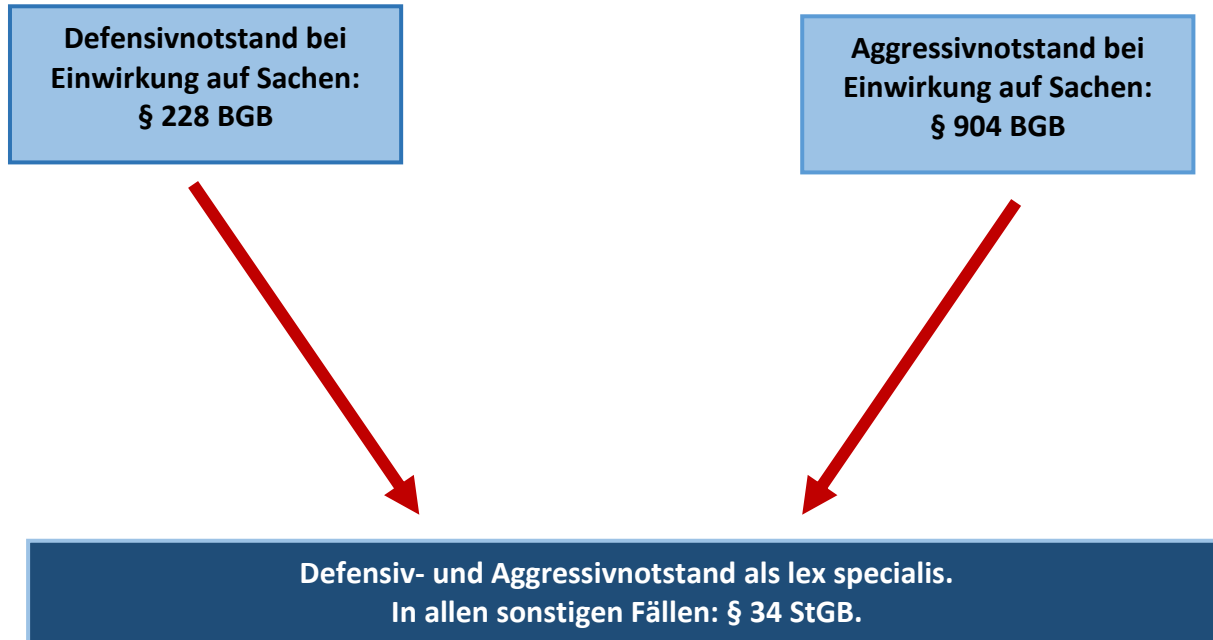 Defensivnotstand bei
Einwirkung auf Sachen:
§ 228 BGB
Aggressivnotstand bei
Einwirkung auf Sachen:
§ 904 BGB
Defensiv- und Aggressivnotstand als lex specialis.
In allen sonstigen Fällen: § 34 StGB.